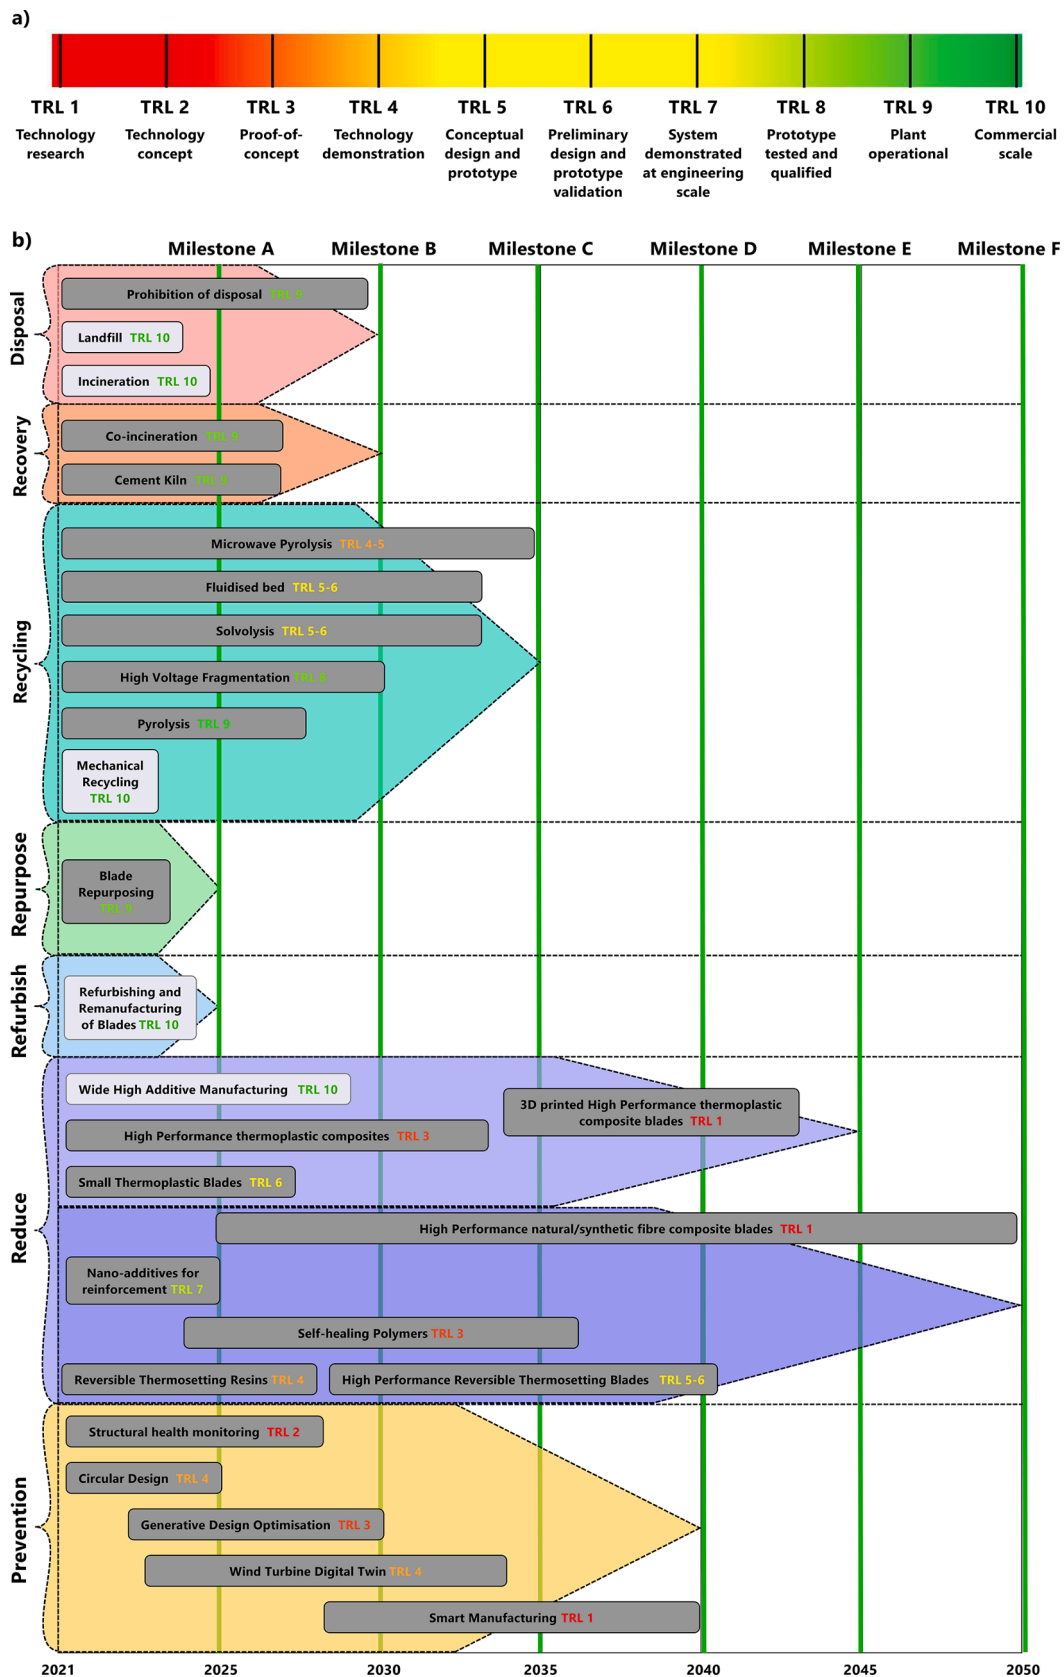 a)
TRL 1 TRL 2 TRL 3 TRL 4 TRL 5 TRL 6 TRL 7 TRL 8 TRL 9 TRL 10
Technology research
Technology concept
Proof-of-concept
Technology demonstration
Conceptual design and prototype
Preliminary design and prototype validation
System demonstrated at engineering scale
Prototype tested and qualified
Plant operational
Commercial scale
b)
Milestone A Milestone B Milestone C Milestone D Milestone E Milestone F
Disposal
Prohibition of disposal TRL 9
Landfill TRL 10
Incineration TRL 10
Recovery
Co-incineration TRL 9
Cement Kiln TRL 9
Recycling
Microwave Pyrolysis TRL 4-5
Fluidised bed TRL 5-6
Solvolysis TRL 5-6
High Voltage Fragmentation TRL
Pyrolysis TRL 9
Mechanical
Recycling
TRL 10
Repurpose
Blade
Repurposing
TRL
Refurbish
Refurbishing and
Remanufacturing
of Blades TRL 10
Reduce
Wide High Additive Manufacturing TRL 10
3D printed High Performance thermoplastic
composite blades TRL 1
High Performance thermoplastic composites TRL 3
Small Thermoplastic Blades TRL 6
High Performance natural/synthetic fibre composite blades TRL 1
Nano-additives for
reinforcement TRL 7
Self-healing Polymers TRL 3
Reversible Thermosetting Resins TRL 4
High Performance Reversible Thermosetting Blades TRL 5-6
Prevention
Structural health monitoring TRL 2
Circular Design TRL 4
Generative Design Optimisation TRL 3
Wind Turbine Digital Twin TRL 4
Smart Manufacturing TRL 1
2021 2025 2030 2035 2040 2045 2050